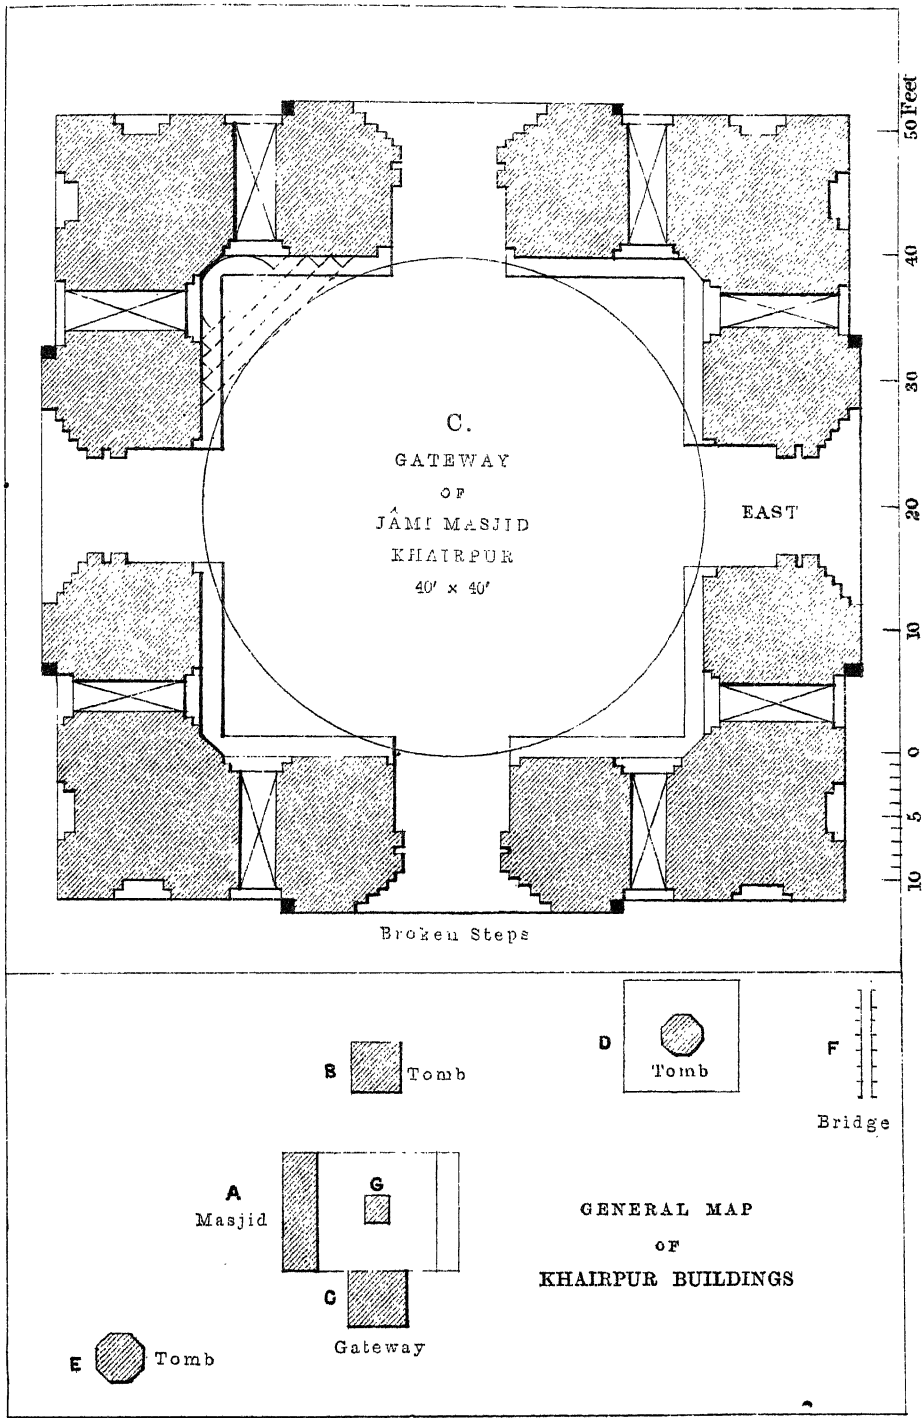 50 Feet
40
30
20
10
0
5
10
C.
GATEWAY
OF
JÂMI MASJID
KHAIRPUR
40' × 40'
EAST
Broken Steps
B Tomb
D
Tomb
F
Bridge
A
Masjid
G
C
Gateway
E Tomb
GENERAL MAP
OF
KHAIRPUR BUILDINGS